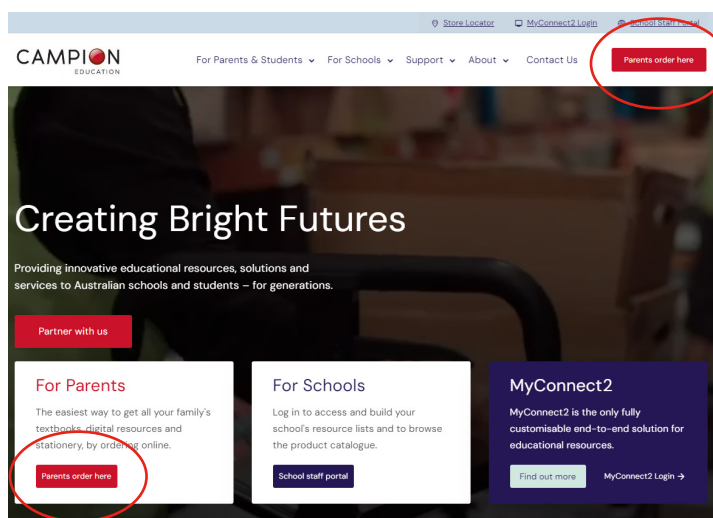 Store Locator MyConnect2 Login School Staff Portal
CAMPION
EDUCATION
For Parents & Students For Schools Support About Contact Us Parents order here
Creating Bright Futures
Providing innovative educational resources, solutions and
services to Australian schools and students – for generations.
Partner with us
For Parents
The easiest way to get all your family's
textbooks, digital resources and
stationery, by ordering online.
Parents order here
For Schools
Log in to access and build your
school's resource lists and to browse
the product catalogue.
School staff portal
MyConnect2
MyConnect2 is the only fully
customisable end-to-end solution for
educational resources.
Find out more MyConnect2 Login →